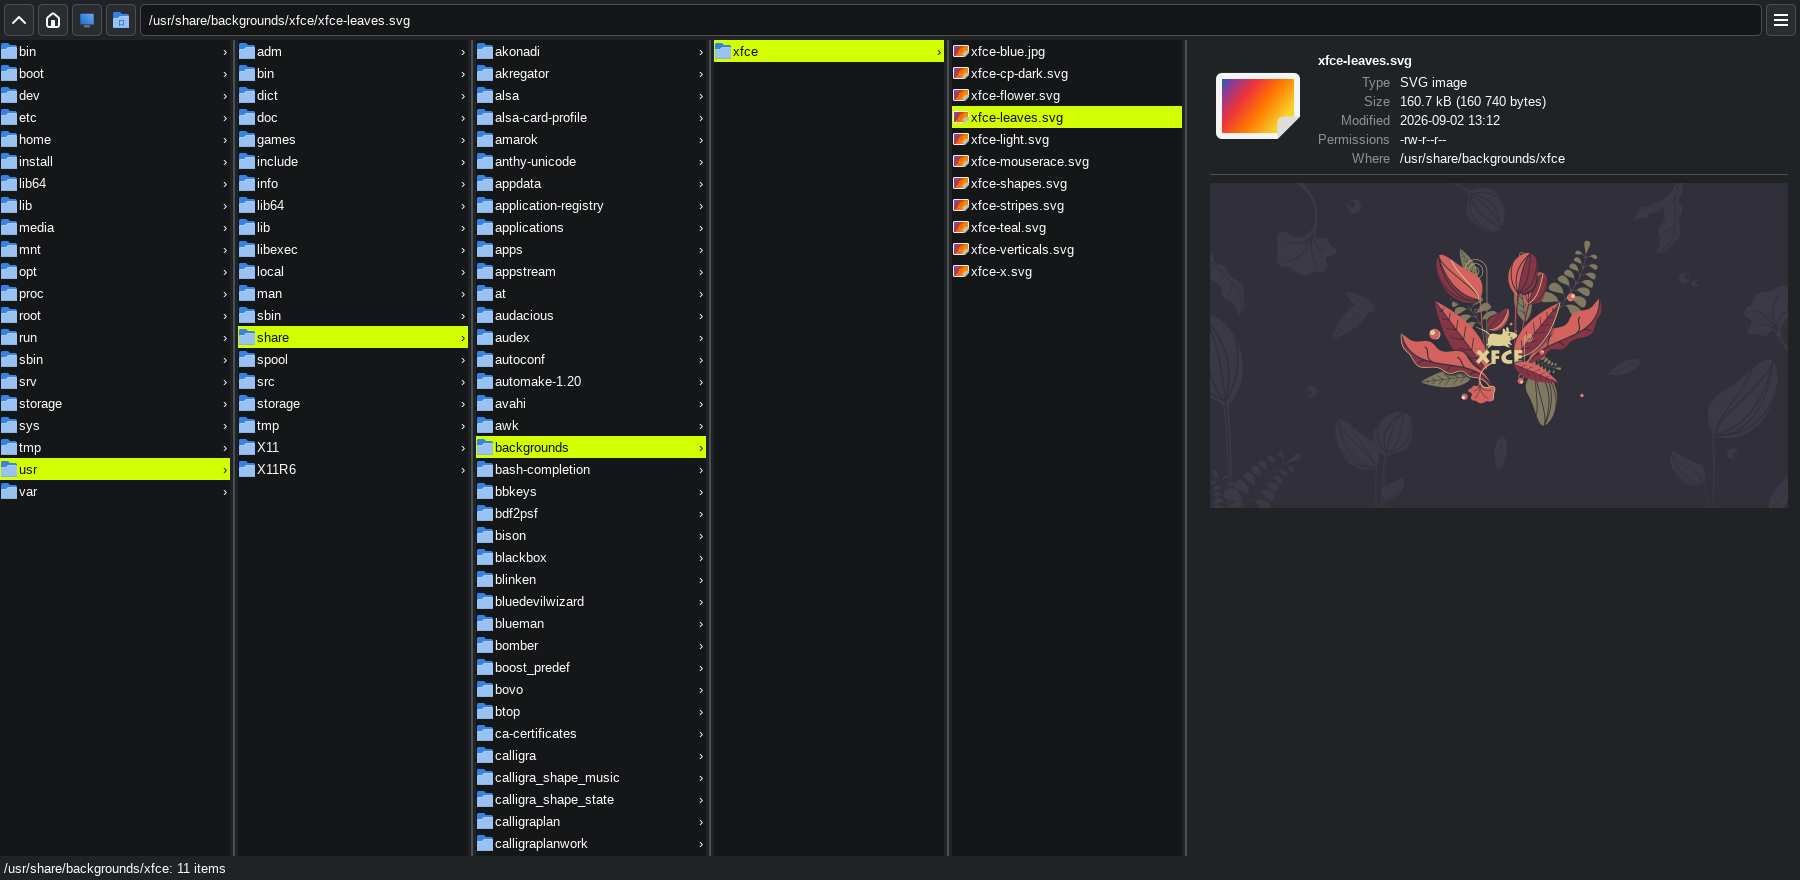 /usr/share/backgrounds/xfce/xfce-leaves.svg
bin
boot
dev
etc
home
install
lib64
lib
media
mnt
opt
proc
root
run
sbin
srv
storage
sys
tmp
usr
var
adm
bin
dict
doc
games
include
info
lib64
lib
libexec
local
man
sbin
share
spool
src
storage
tmp
X11
X11R6
akonadi
akregator
alsa
alsa-card-profile
amarok
anthy-unicode
appdata
application-registry
applications
apps
appstream
at
audacious
audex
autoconf
automake-1.20
avahi
awk
backgrounds
bash-completion
bbkeys
bdf2psf
bison
blackbox
blinken
bluedevilwizard
blueman
bomber
boost_predef
bovo
btop
ca-certificates
calligra
calligra_shape_music
calligra_shape_state
calligraplan
calligraplanwork
xfce
xfce-blue.jpg
xfce-cp-dark.svg
xfce-flower.svg
xfce-leaves.svg
xfce-light.svg
xfce-mouserace.svg
xfce-shapes.svg
xfce-stripes.svg
xfce-teal.svg
xfce-verticals.svg
xfce-x.svg
xfce-leaves.svg
Type SVG image
Size 160.7 kB (160 740 bytes)
Modified 2026-09-02 13:12
Permissions -rw-r--r--
Where /usr/share/backgrounds/xfce
XFCE
/usr/share/backgrounds/xfce: 11 items